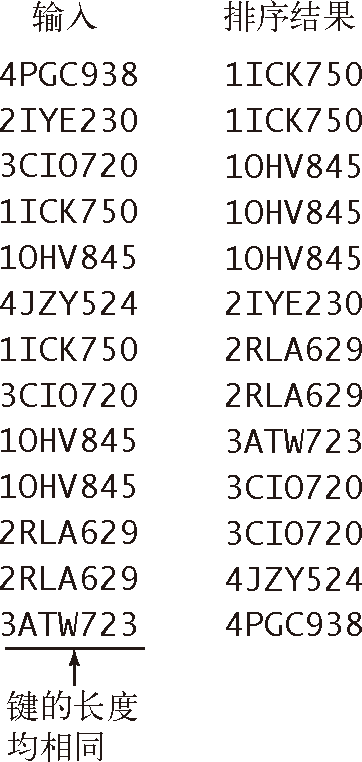 输入 排序结果
4PGC938 1ICK750
2IYE230 1ICK750
3CIO720 1OHV845
1ICK750 1OHV845
1OHV845 1OHV845
4JZY524 2IYE230
1ICK750 2RLA629
3CIO720 2RLA629
1OHV845 3ATW723
1OHV845 3CIO720
2RLA629 3CIO720
2RLA629 4JZY524
3ATW723 4PGC938
键的长度
均相同